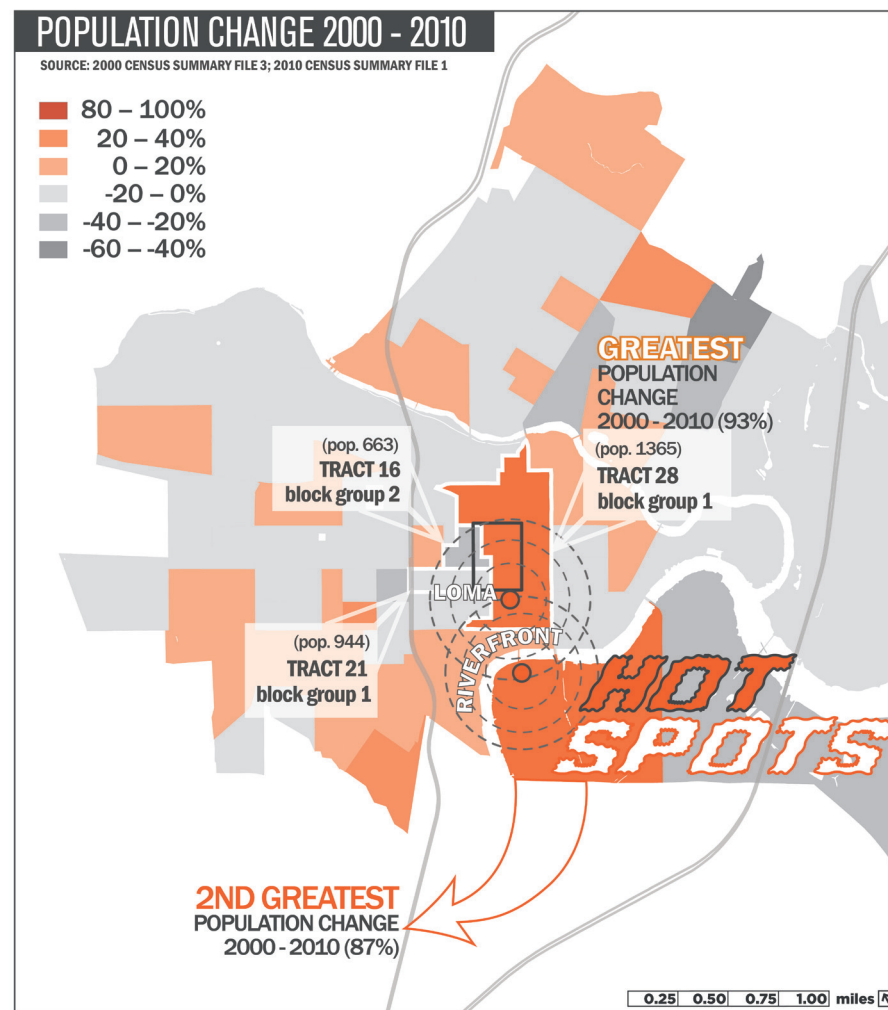 POPULATION CHANGE 2000 - 2010
SOURCE: 2000 CENSUS SUMMARY FILE 3; 2010 CENSUS SUMMARY FILE 1
80 – 100%
20 – 40%
0 – 20%
-20 – 0%
-40 – -20%
-60 – -40%
GREATEST
POPULATION
CHANGE
2000 - 2010 (93%)
(pop. 663)
TRACT 16
block group 2
(pop. 1365)
TRACT 28
block group 1
LOMA
RIVERFRONT
(pop. 944)
TRACT 21
block group 1
HOT
SPOTS
2ND GREATEST
POPULATION CHANGE
2000 - 2010 (87%)
0.25 0.50 0.75 1.00 miles